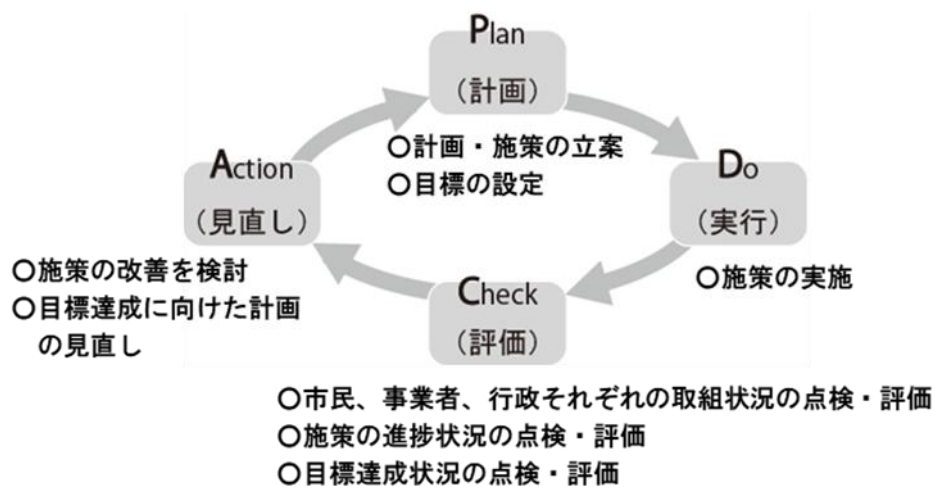 Plan
(計画)
○計画・施策の立案
○目標の設定
Do
(実行)
○施策の実施
Check
(評価)
○市民、事業者、行政それぞれの取組状況の点検・評価
○施策の進捗状況の点検・評価
○目標達成状況の点検・評価
Action
(見直し)
○施策の改善を検討
○目標達成に向けた計画
の見直し